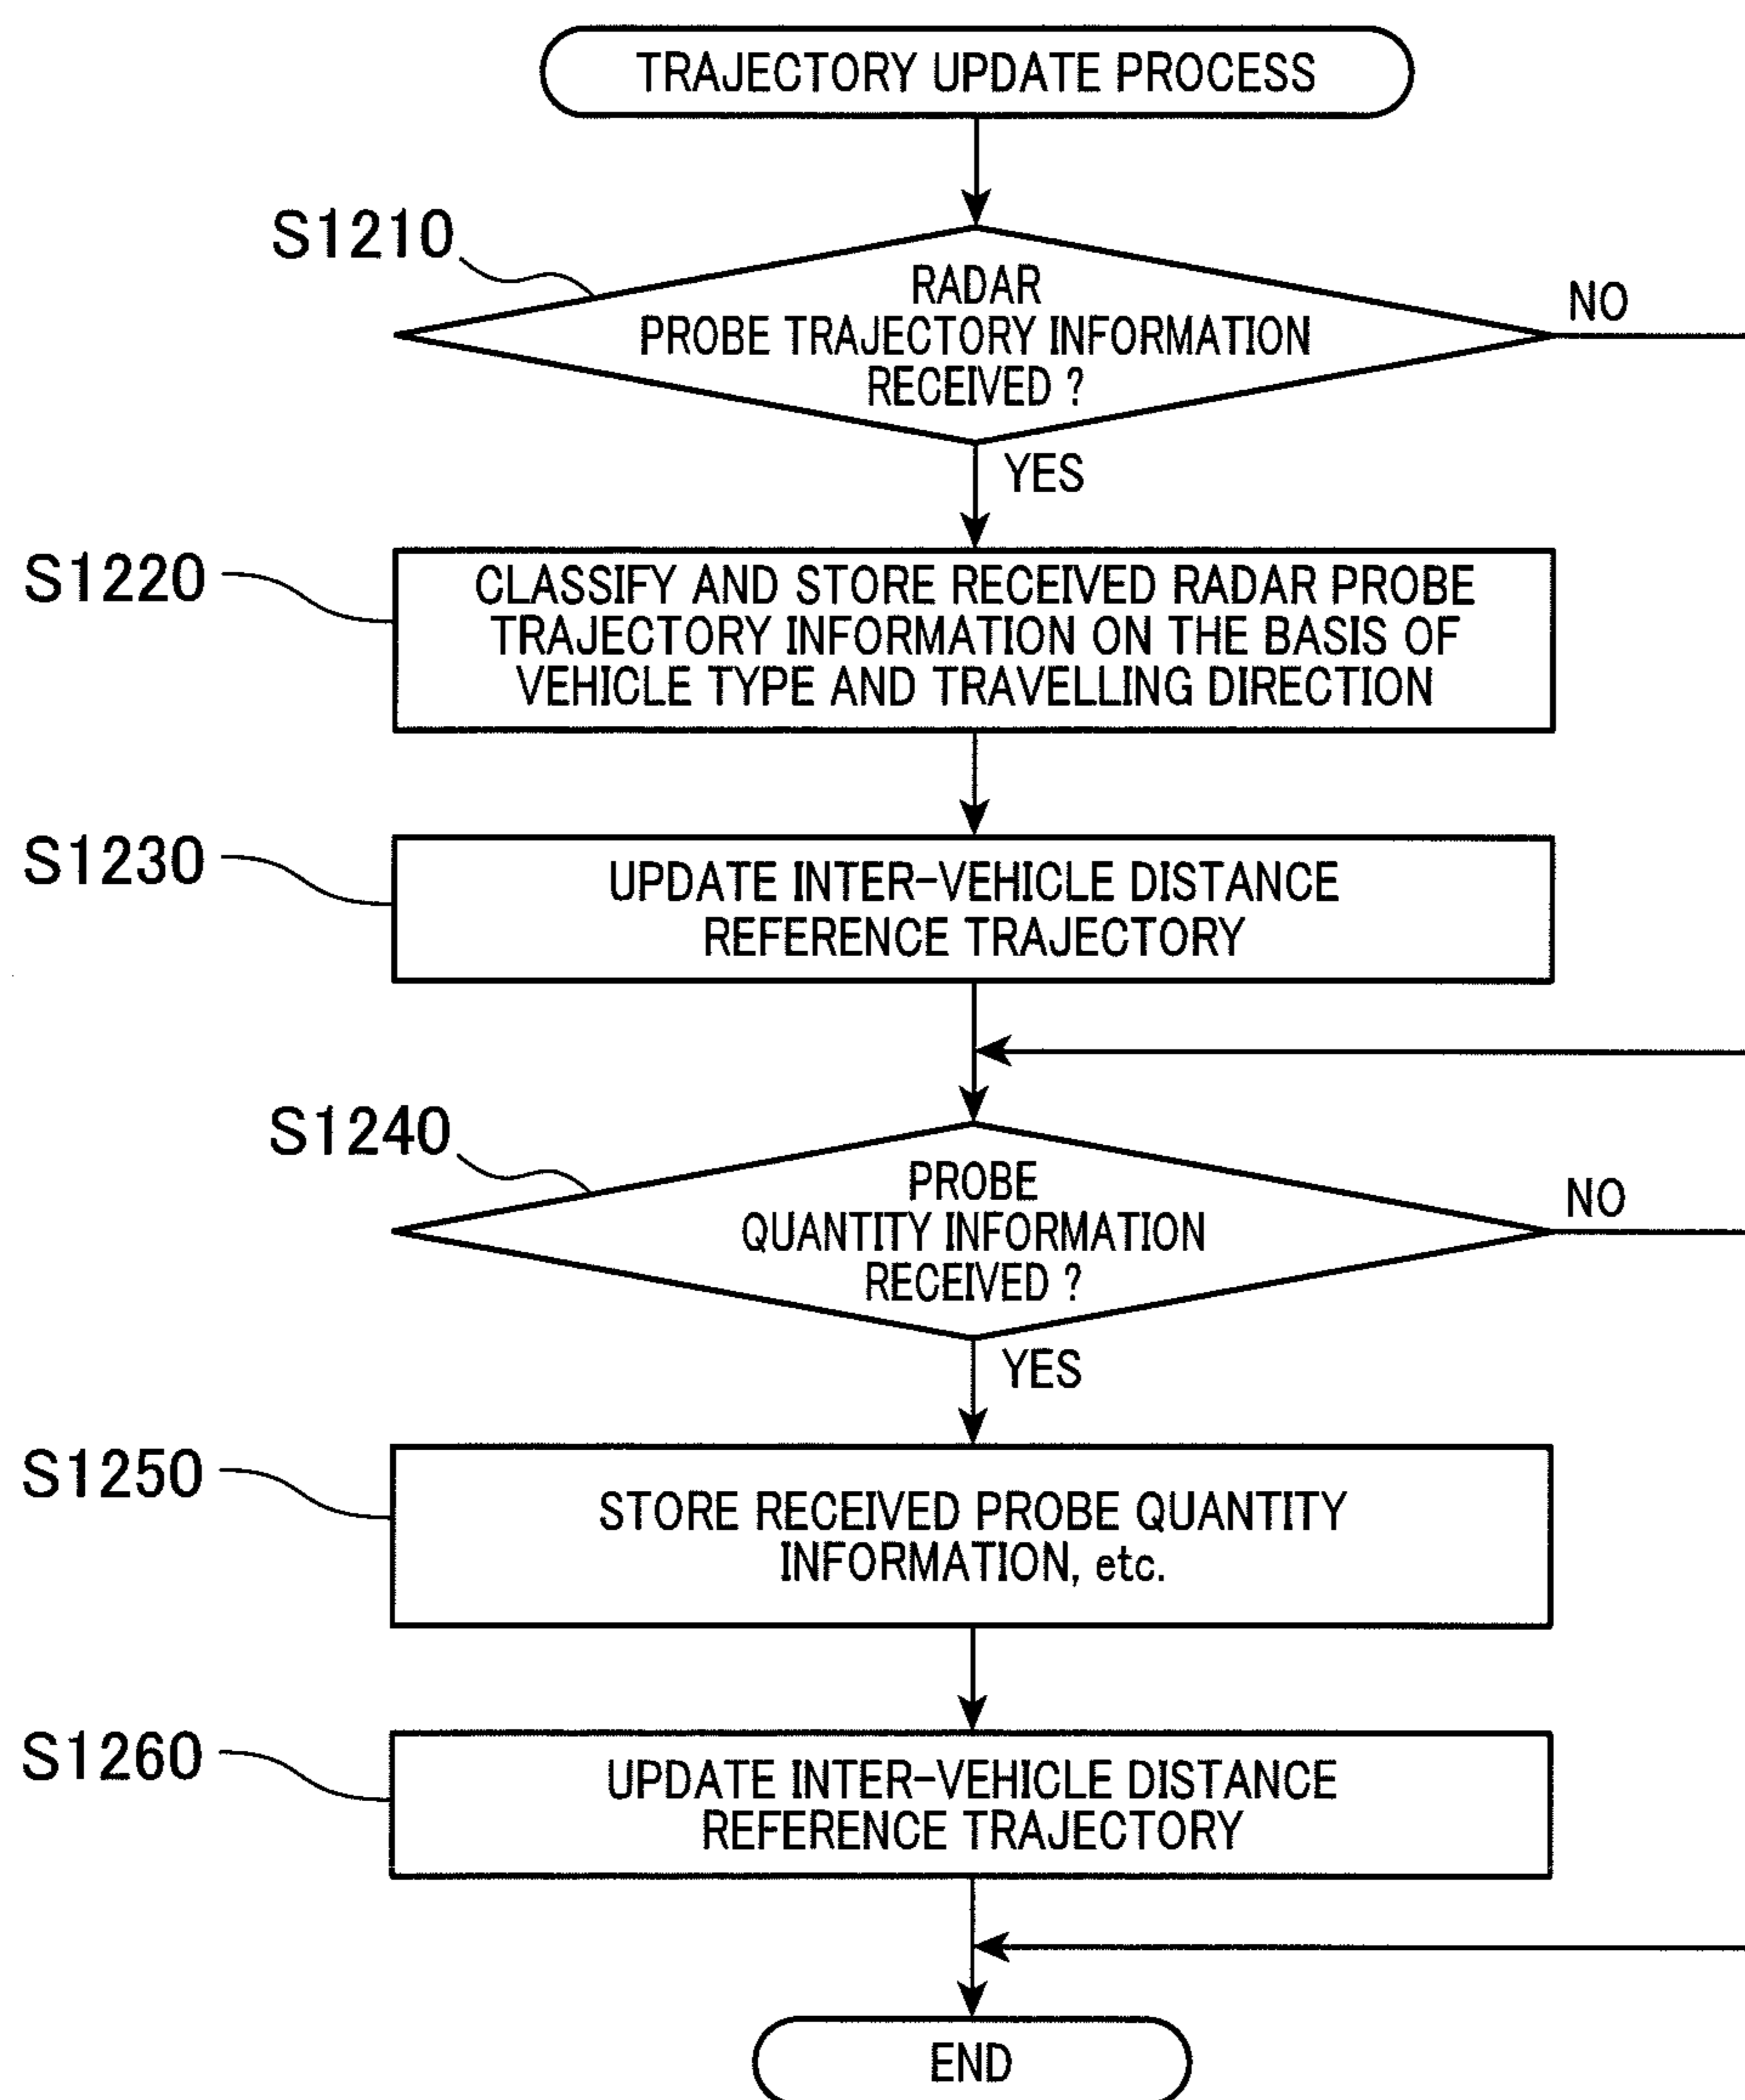 TRAJECTORY UPDATE PROCESS
S1210
RADAR
PROBE TRAJECTORY INFORMATION
RECEIVED ?
NO
YES
S1220
CLASSIFY AND STORE RECEIVED RADAR PROBE
TRAJECTORY INFORMATION ON THE BASIS OF
VEHICLE TYPE AND TRAVELLING DIRECTION
S1230
UPDATE INTER-VEHICLE DISTANCE
REFERENCE TRAJECTORY
S1240
PROBE
QUANTITY INFORMATION
RECEIVED ?
NO
YES
S1250
STORE RECEIVED PROBE QUANTITY
INFORMATION, etc.
S1260
UPDATE INTER-VEHICLE DISTANCE
REFERENCE TRAJECTORY
END